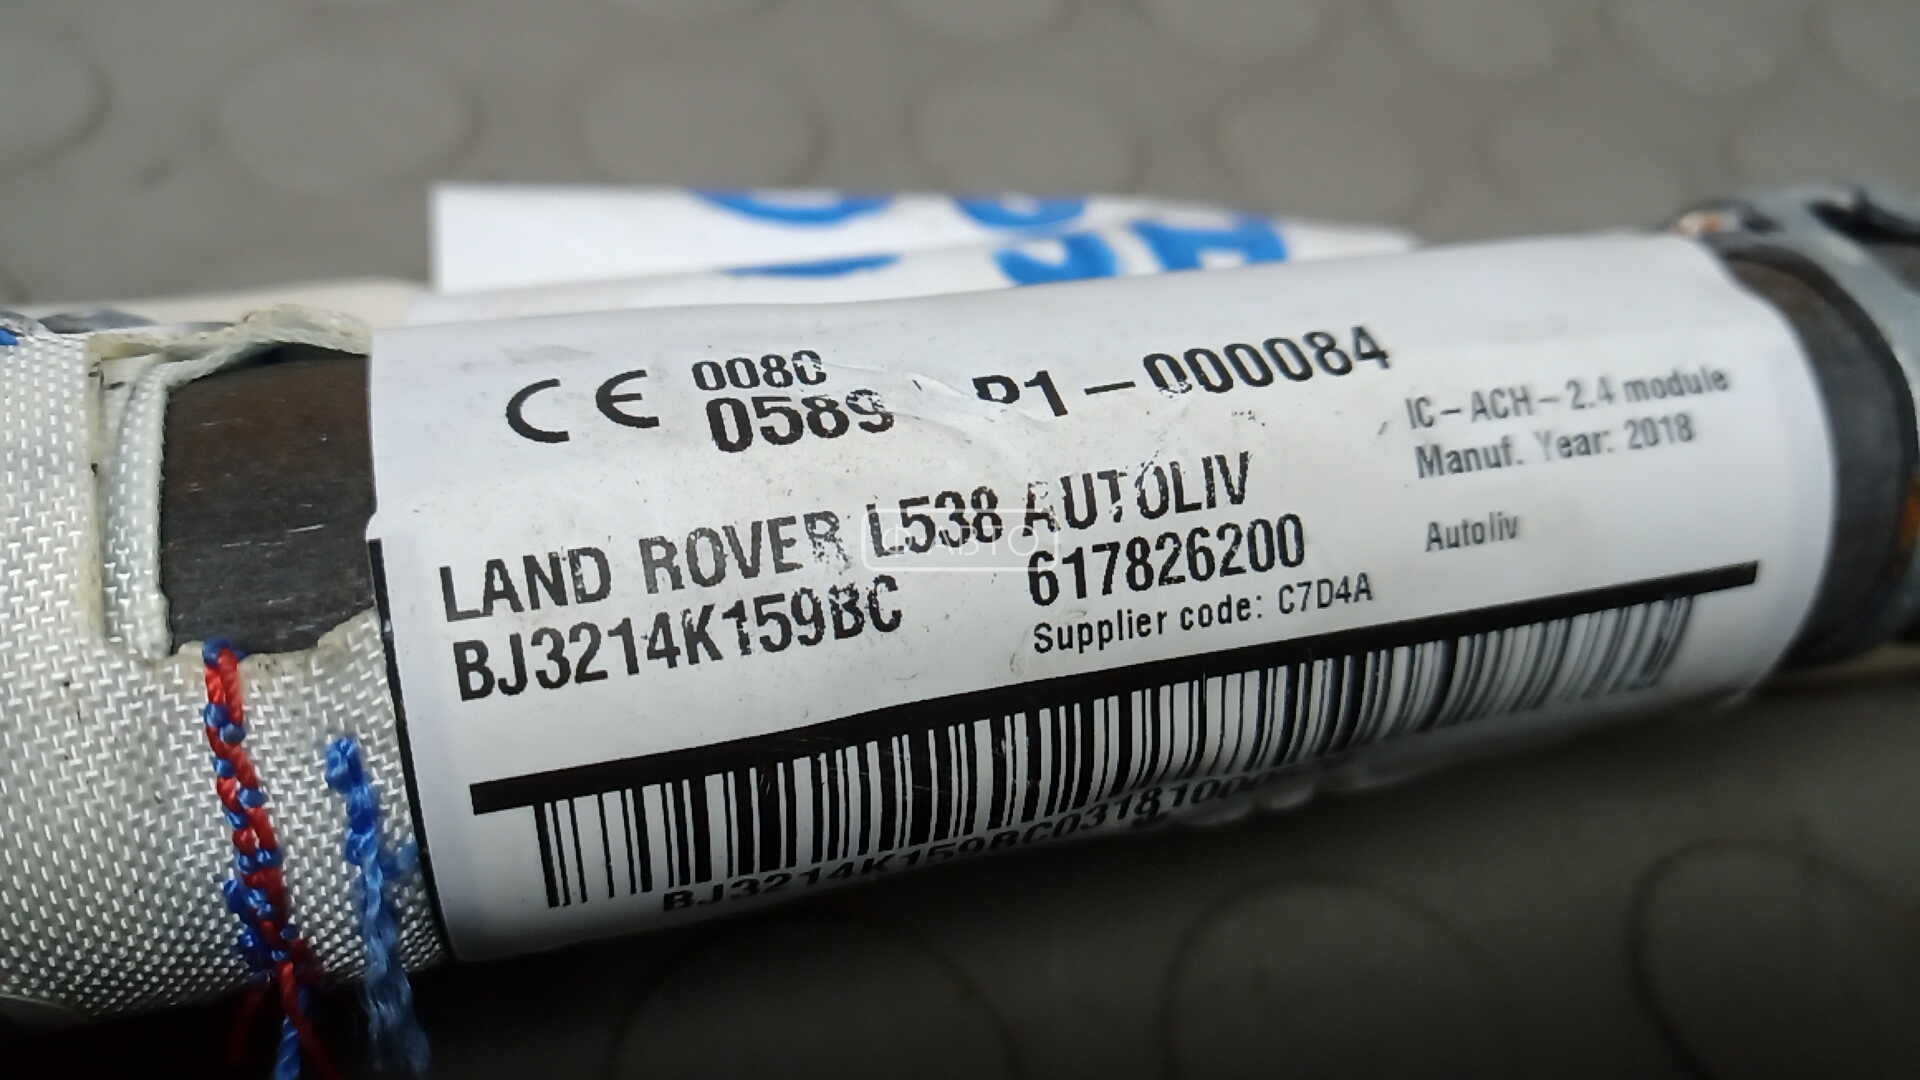 CE 0080
0589 P1-000084
IC-ACH-2.4 module
Manuf. Year: 2018
LAND ROVER L538 AUTOLIV
Autoliv
BJ3214K159BC 617826200
Supplier code: C7D4A
АВТО